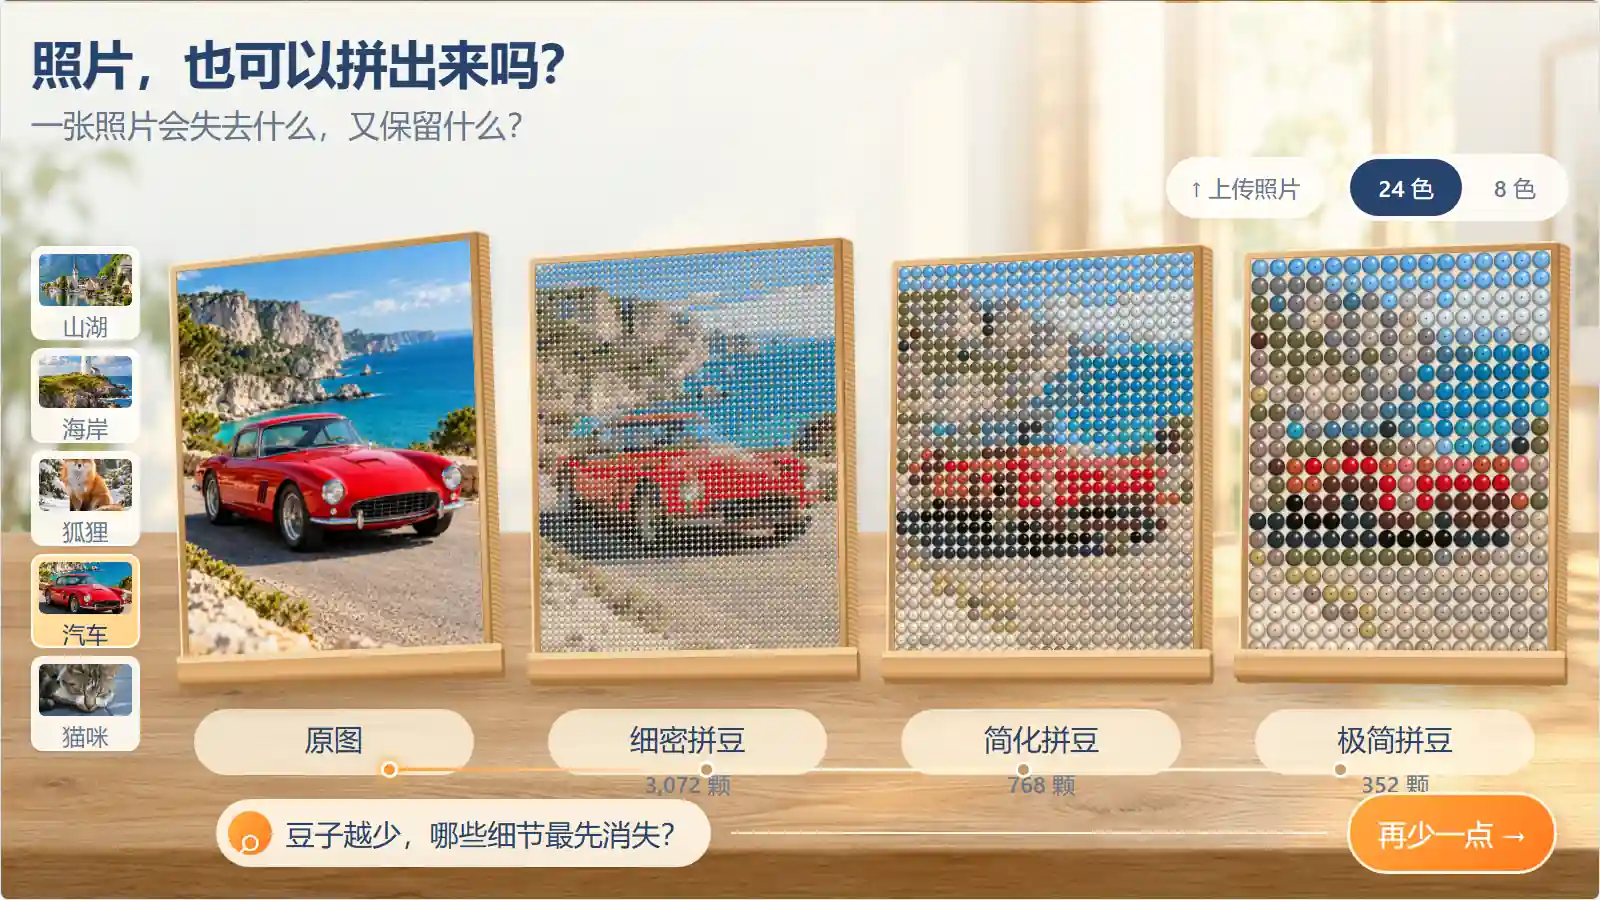 照片，也可以拼出来吗？
一张照片会失去什么，又保留什么？
↑ 上传照片
24 色
8 色
山湖
海岸
狐狸
汽车
猫咪
原图
细密拼豆
简化拼豆
极简拼豆
3,072 颗
768 颗
352 颗
豆子越少，哪些细节最先消失？
再少一点 →